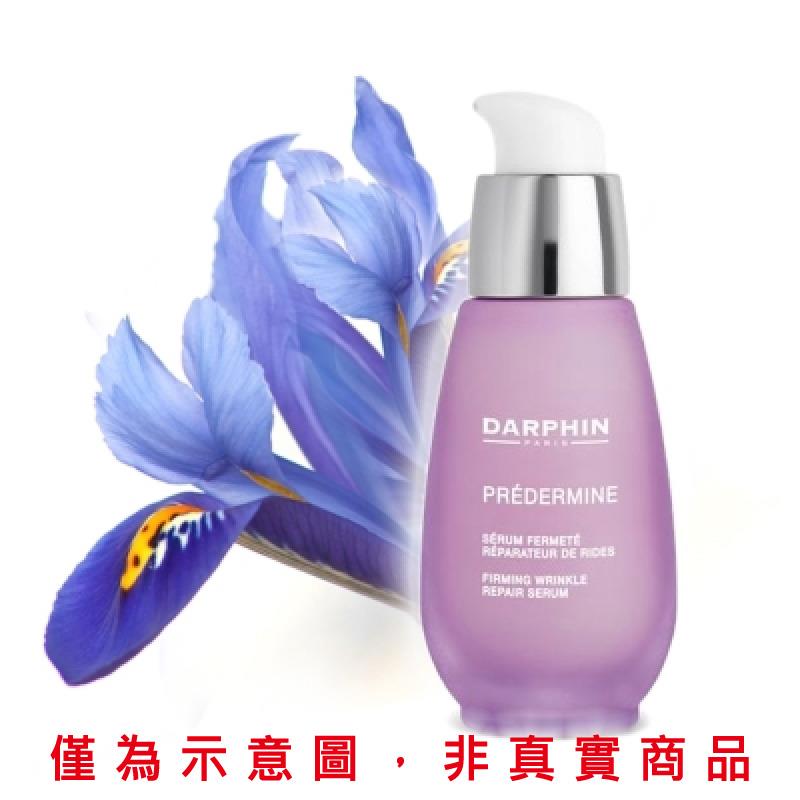 DARPHIN
PARIS
PRÉDERMINE
SÉRUM FERMETÉ
RÉPARATEUR DE RIDES
FIRMING WRINKLE
REPAIR SERUM
僅為示意圖，非真實商品